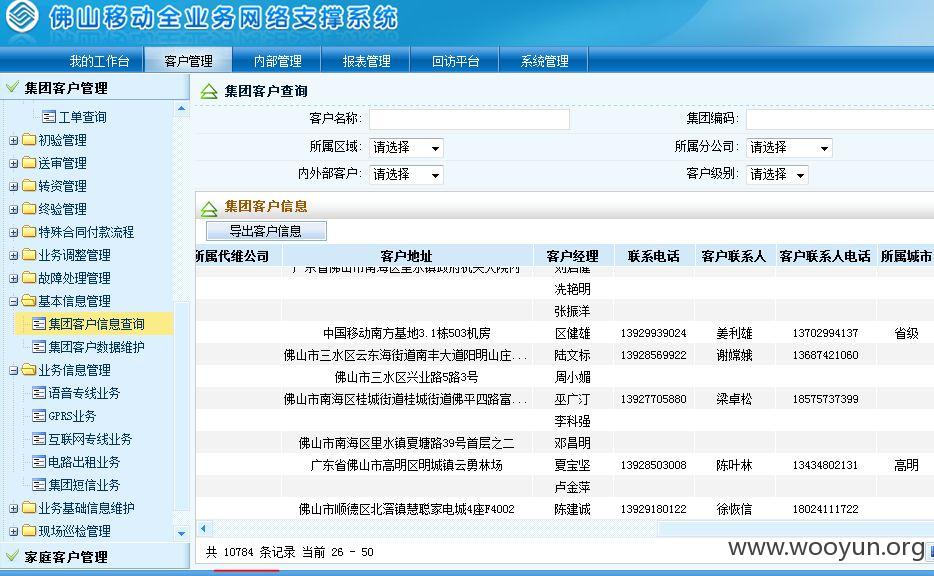 佛山移动全业务网络支撑系统
我的工作台 客户管理 内部管理 报表管理 回访平台 系统管理
集团客户管理
工单查询
初验管理
送审管理
转资管理
终验管理
特殊合同付款流程
业务调整管理
故障处理管理
基本信息管理
集团客户信息查询
集团客户数据维护
业务信息管理
语音专线业务
GPRS业务
互联网专线业务
电路出租业务
集团短信业务
业务基础信息维护
现场巡检管理
家庭客户管理
集团客户查询
客户名称: 集团编码:
所属区域: 请选择 所属分公司: 请选择
内外部客户: 请选择 客户级别: 请选择
集团客户信息
导出客户信息
所属代维公司 客户地址 客户经理 联系电话 客户联系人 客户联系人电话 所属城市
广东省佛山市南海区里水镇政府机关大院内
冼艳明
张振洋
中国移动南方基地3.1栋503机房 区健雄 13929939024 姜利雄 13702994137 省级
佛山市三水区云东海街道南丰大道阳明山庄... 陆文标 13928569922 谢嫦娥 13687421060
佛山市三水区兴业路5路3号 周小媚
佛山市南海区桂城街道桂城街道佛平四路富... 巫广汀 13927705880 梁卓松 18575737399
李科强
佛山市南海区里水镇夏塘路39号首层之二 邓昌明
广东省佛山市高明区明城镇云勇林场 夏宝坚 13928503008 陈叶林 13434802131 高明
卢金萍
佛山市顺德区北滘镇慧聪家电城4座F4002 陈建诚 13929180122 徐恢信 18024111722
共 10784 条记录 当前 26 - 50
www.wooyun.org